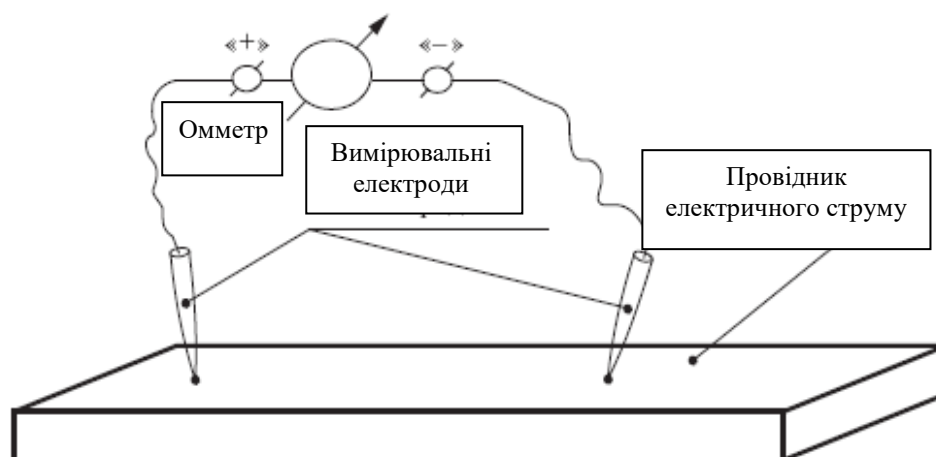 «+»
«−»
Омметр
Вимірювальні
електроди
Провідник
електричного струму